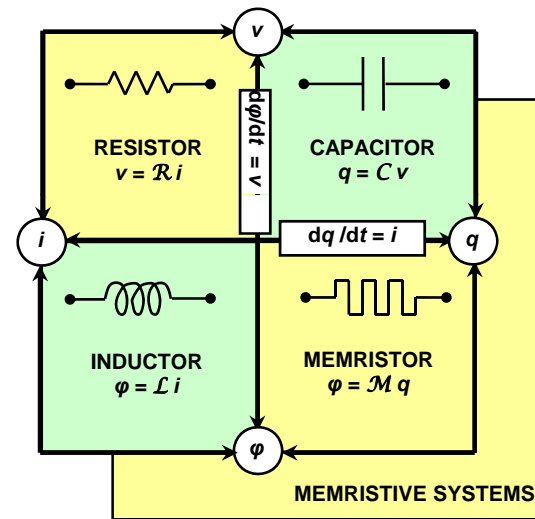 v
RESISTOR
v = ℛ i
dφ/dt = v
CAPACITOR
q = C v
i
dq/dt = i
q
INDUCTOR
φ = ℒ i
MEMRISTOR
φ = ℳ q
φ
MEMRISTIVE SYSTEMS